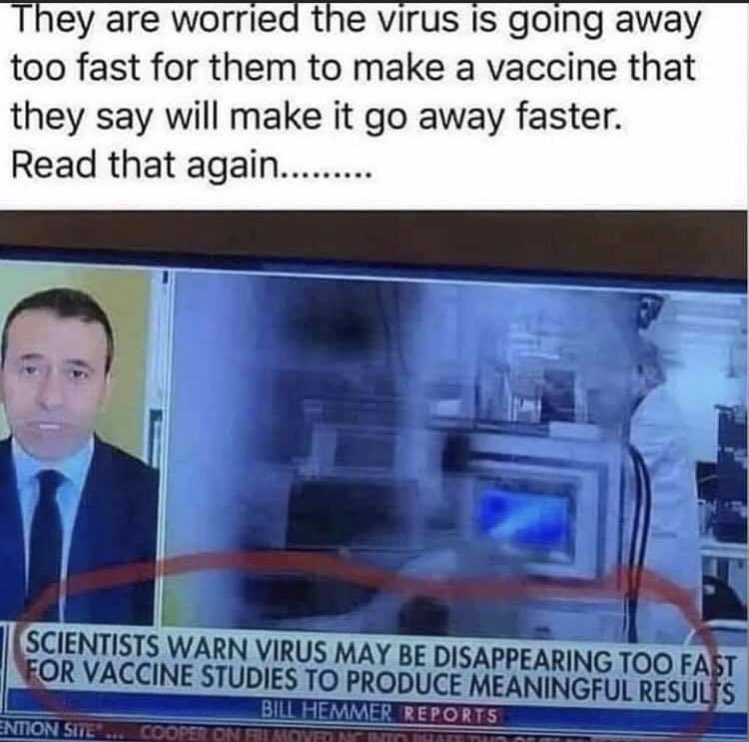 They are worried the virus is going away
too fast for them to make a vaccine that
they say will make it go away faster.
Read that again.........
SCIENTISTS WARN VIRUS MAY BE DISAPPEARING TOO FAST
FOR VACCINE STUDIES TO PRODUCE MEANINGFUL RESULTS
BILL HEMMER REPORTS
SITE"... COOPER ON